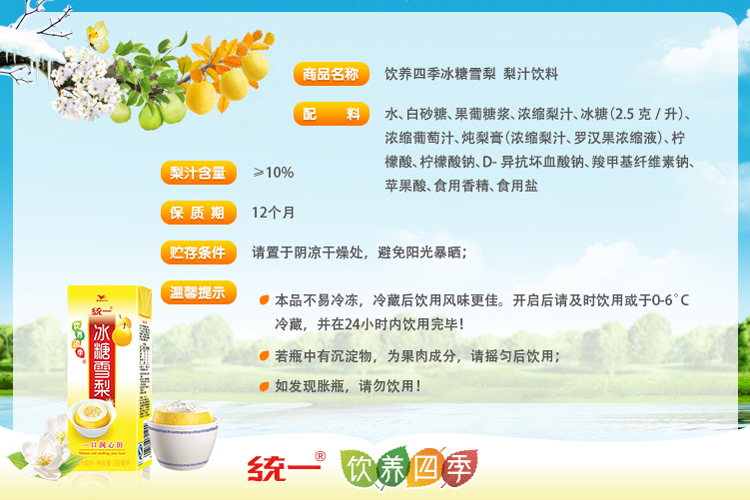 商品名称 饮养四季冰糖雪梨 梨汁饮料
配料 水、白砂糖、果葡糖浆、浓缩梨汁、冰糖(2.5 克 / 升)、
浓缩葡萄汁、炖梨膏(浓缩梨汁、罗汉果浓缩液)、柠
檬酸、柠檬酸钠、D- 异抗坏血酸钠、羧甲基纤维素钠、
苹果酸、食用香精、食用盐
梨汁含量 ≥10%
保质期 12个月
贮存条件 请置于阴凉干燥处，避免阳光暴晒；
温馨提示
本品不易冷冻，冷藏后饮用风味更佳。开启后请及时饮用或于0-6°C
冷藏，并在24小时内饮用完毕！
若瓶中有沉淀物，为果肉成分，请摇匀后饮用；
如发现胀瓶，请勿饮用！
统一®
饮养四季
冰糖雪梨
一口润心田
统一® 饮养四季